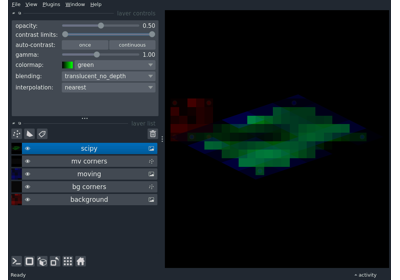 File View Plugins Window Help
layer controls
opacity: 0.50
contrast limits:
auto-contrast: once continuous
gamma: 1.00
colormap: green
blending: translucent_no_depth
interpolation: nearest
layer list
scipy
mv corners
moving
bg corners
background
Ready activity